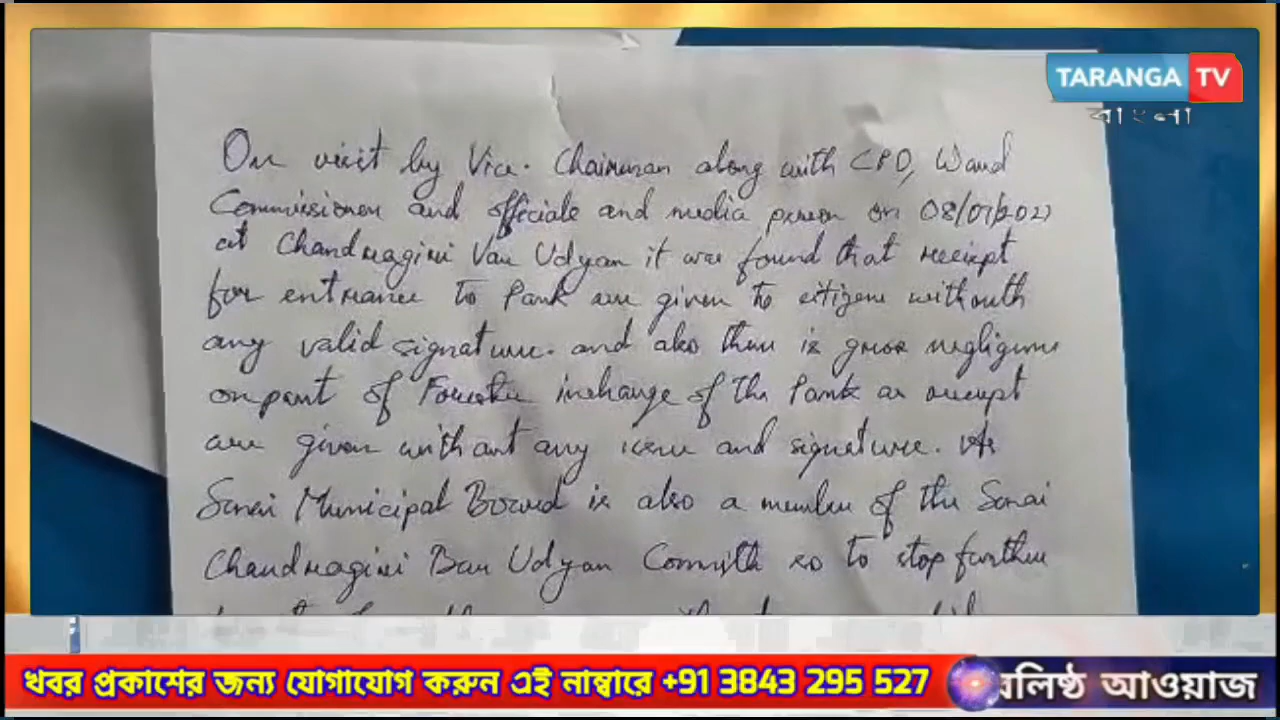 TARANGA TV
বাংলা
On visit by Vice. Chairman along with CPD, Ward
Commissioner and officials and media person on 08/07/2021
at Chandragiri Van Udyan it was found that receipt
for entrance to Park are given to citizens withouth
any valid signature. and also there is gross negligence
on part of Forester incharge of the Park as receipt
are given without any and signature. As
Sonai Municipal Board is also a member of the Sonai
Chandragiri Ban Udyan so to stop further
খবর প্রকাশের জন্য যোগাযোগ করুন এই নাম্বারে +91 3843 295 527
বলিষ্ঠ আওয়াজ